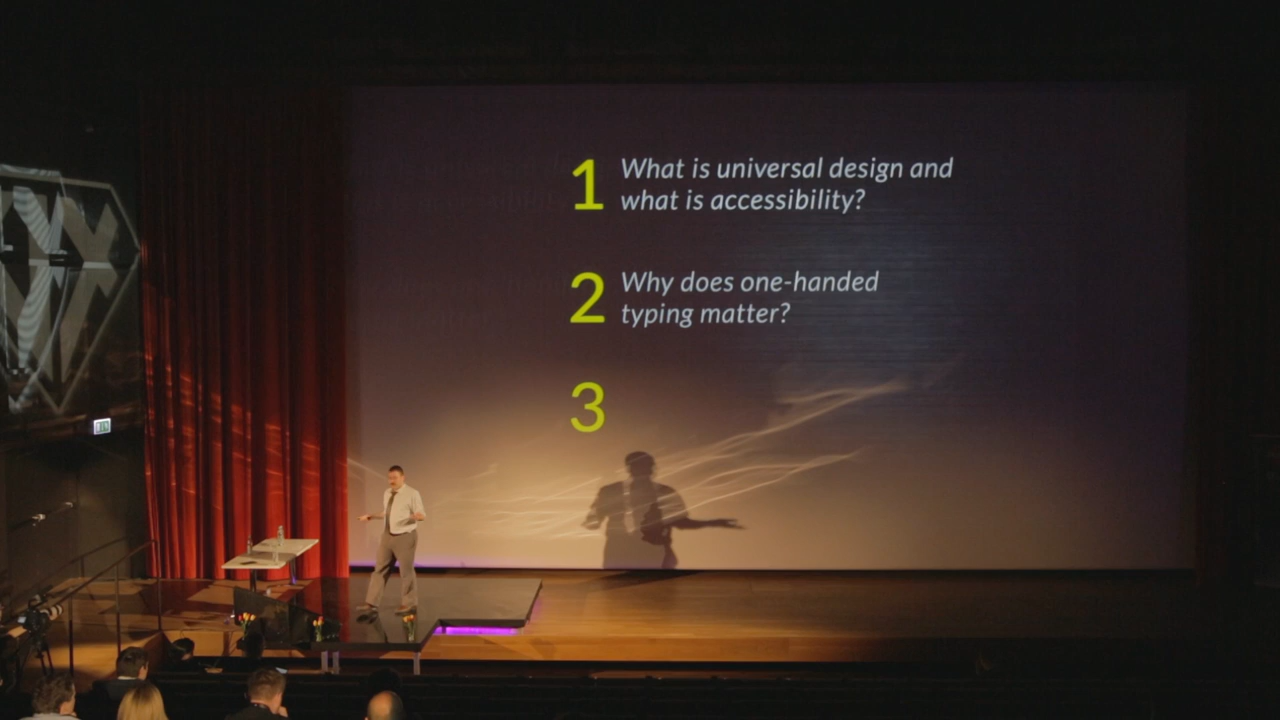 1 What is universal design and
what is accessibility?
2 Why does one-handed
typing matter?
3